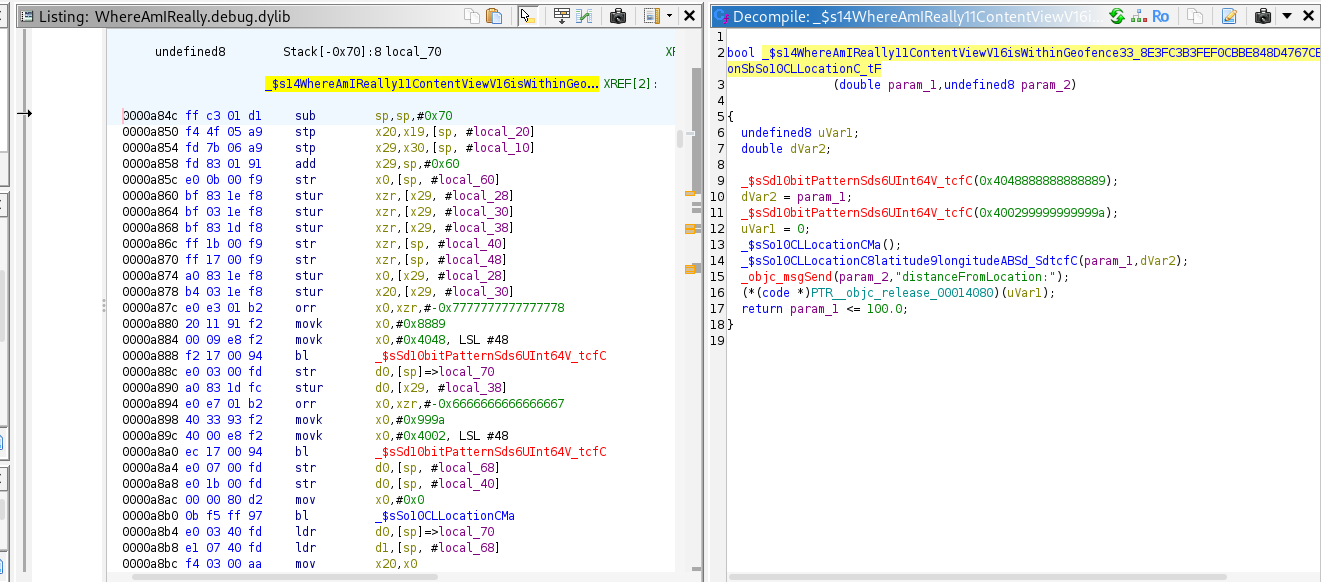 Listing: WhereAmIReally.debug.dylib
undefined8 Stack[-0x70]:8 local_70
_$s14WhereAmIReally11ContentViewV16isWithinGeo... XREF[2]:
0000a84c ff c3 01 d1 sub sp,sp,#0x70
0000a850 f4 4f 05 a9 stp x20,x19,[sp, #local_20]
0000a854 fd 7b 06 a9 stp x29,x30,[sp, #local_10]
0000a858 fd 83 01 91 add x29,sp,#0x60
0000a85c e0 0b 00 f9 str x0,[sp, #local_60]
0000a860 bf 83 1e f8 stur xzr,[x29, #local_28]
0000a864 bf 03 1e f8 stur xzr,[x29, #local_30]
0000a868 bf 83 1d f8 stur xzr,[x29, #local_38]
0000a86c ff 1b 00 f9 str xzr,[sp, #local_40]
0000a870 ff 17 00 f9 str xzr,[sp, #local_48]
0000a874 a0 83 1e f8 stur x0,[x29, #local_28]
0000a878 b4 03 1e f8 stur x20,[x29, #local_30]
0000a87c e0 e3 01 b2 orr x0,xzr,#-0x7777777777777778
0000a880 20 11 91 f2 movk x0,#0x8889
0000a884 00 09 e8 f2 movk x0,#0x4048, LSL #48
0000a888 f2 17 00 94 bl _$sSd10bitPatternSds6UInt64V_tcfC
0000a88c e0 03 00 fd str d0,[sp]=>local_70
0000a890 a0 83 1d fc stur d0,[x29, #local_38]
0000a894 e0 e7 01 b2 orr x0,xzr,#-0x6666666666666667
0000a898 40 33 93 f2 movk x0,#0x999a
0000a89c 40 00 e8 f2 movk x0,#0x4002, LSL #48
0000a8a0 ec 17 00 94 bl _$sSd10bitPatternSds6UInt64V_tcfC
0000a8a4 e0 07 00 fd str d0,[sp, #local_68]
0000a8a8 e0 1b 00 fd str d0,[sp, #local_40]
0000a8ac 00 00 80 d2 mov x0,#0x0
0000a8b0 0b f5 ff 97 bl _$sSo10CLLocationCMa
0000a8b4 e0 03 40 fd ldr d0,[sp]=>local_70
0000a8b8 e1 07 40 fd ldr d1,[sp, #local_68]
0000a8bc f4 03 00 aa mov x20,x0
Decompile: _$s14WhereAmIReally11ContentViewV16i...
Ro
1
2 bool _$s14WhereAmIReally11ContentViewV16isWithinGeofence33_8E3FC3B3FEF0CBBE848D4767CE
onSbSo10CLLocationC_tF
3 (double param_1,undefined8 param_2)
4
5 {
6 undefined8 uVar1;
7 double dVar2;
8
9 _$sSd10bitPatternSds6UInt64V_tcfC(0x4048888888888889);
10 dVar2 = param_1;
11 _$sSd10bitPatternSds6UInt64V_tcfC(0x400299999999999a);
12 uVar1 = 0;
13 _$sSo10CLLocationCMa();
14 _$sSo10CLLocationC8latitude9longitudeABSd_SdtcfC(param_1,dVar2);
15 _objc_msgSend(param_2,"distanceFromLocation:");
16 (*(code *)PTR__objc_release_00014080)(uVar1);
17 return param_1 <= 100.0;
18 }
19